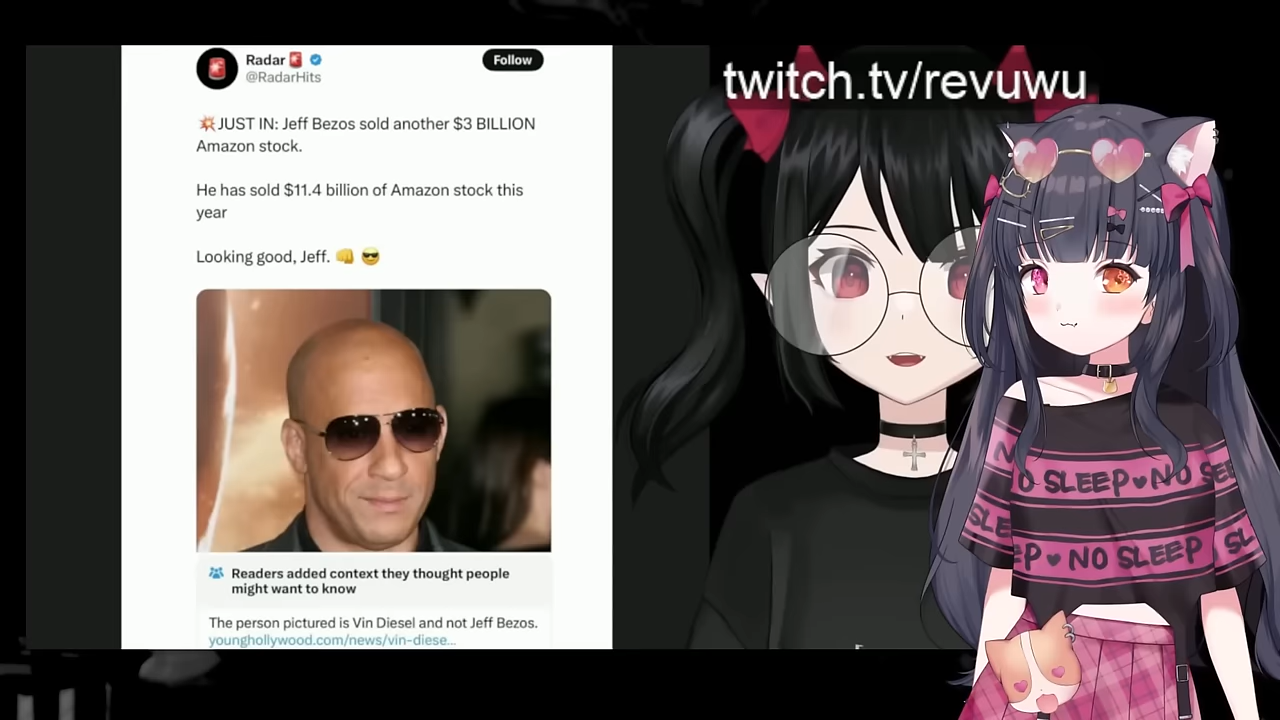 Radar 🚨
@RadarHits
Follow
💥JUST IN: Jeff Bezos sold another $3 BILLION
Amazon stock.
He has sold $11.4 billion of Amazon stock this
year
Looking good, Jeff. 👊 😎
Readers added context they thought people
might want to know
The person pictured is Vin Diesel and not Jeff Bezos.
younghollywood.com/news/vin-diese...
twitch.tv/revuwu
O SLEEP♥NO SEE
SLE
EP♥NO SLEEP SL